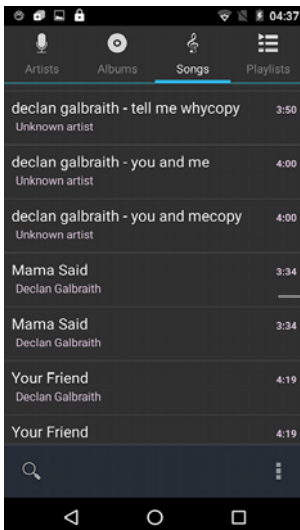 04:37
Artists Albums Songs Playlists
declan galbraith - tell me whycopy 3:50
Unknown artist
declan galbraith - you and me 4:00
Unknown artist
declan galbraith - you and mecopy 4:00
Unknown artist
Mama Said 3:34
Declan Galbraith
Mama Said 3:34
Declan Galbraith
Your Friend 4:19
Declan Galbraith
Your Friend 4:19